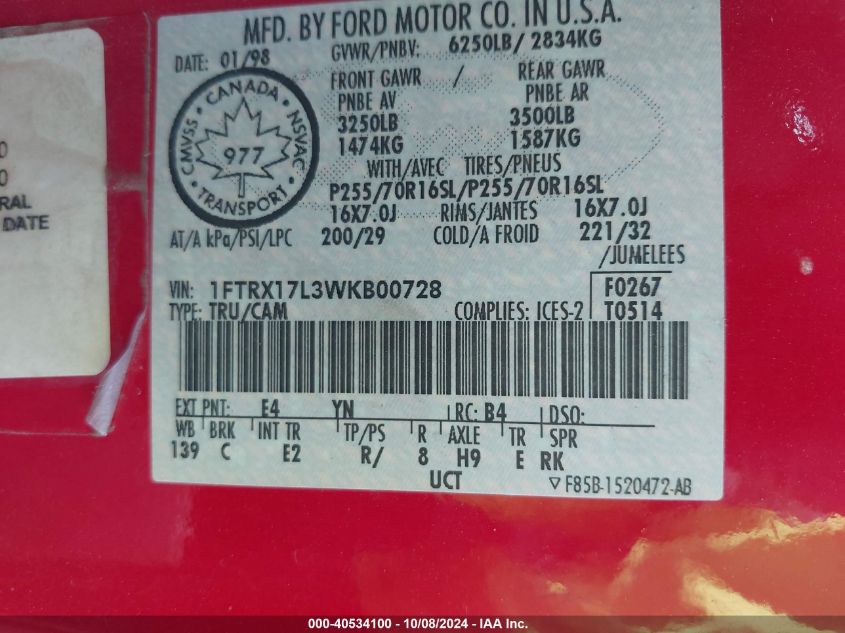 MFD. BY FORD MOTOR CO. IN U.S.A.
DATE: 01/98 GVWR/PNBV: 6250LB/ 2834KG
FRONT GAWR / REAR GAWR
PNBE AV PNBE AR
3250LB 3500LB
1474KG 1587KG
WITH/AVEC TIRES/PNEUS
P255/70R16SL/P255/70R16SL
16X7.0J RIMS/JANTES 16X7.0J
AT/A kPa/PSI/LPC 200/29 COLD/A FROID 221/32
/JUMELEES
CANADA
CMVSS NSVAC
977
TRANSPORT
0
0
RAL
DATE
VIN: 1FTRX17L3WKB00728 F0267
TYPE: TRU/CAM COMPLIES: ICES-2 T0514
EXT PNT: E4 YN RC: B4 DSO:
WB BRK INT TR TP/PS R AXLE TR SPR
139 C E2 R/ 8 H9 E RK
UCT ▽F85B-1520472-AB
000-40534100 - 10/08/2024 - IAA Inc.